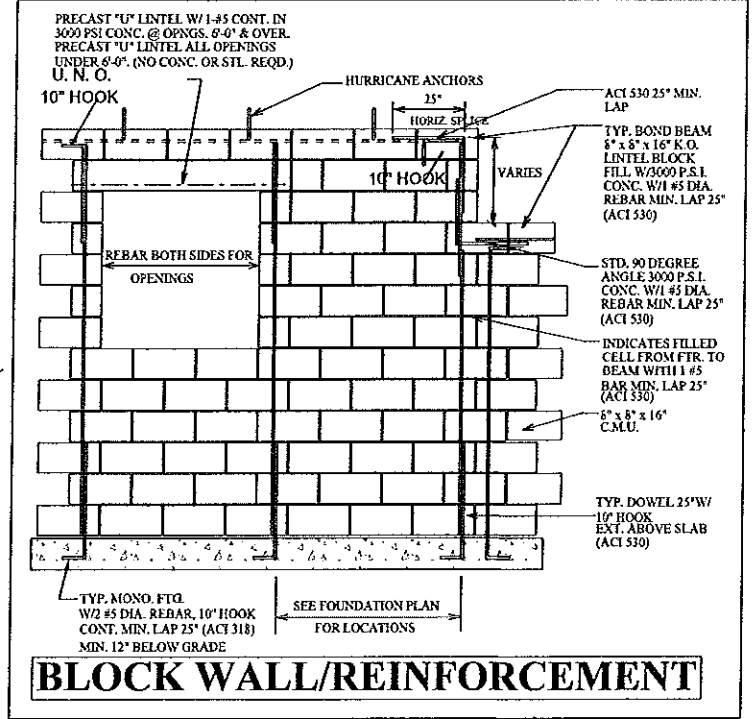 PRECAST "U" LINTEL W/ 1-#5 CONT. IN
3000 PSI CONC. @ OPNGS. 6'-0" & OVER.
PRECAST "U" LINTEL ALL OPENINGS
UNDER 6'-0". (NO CONC. OR STL. REQD.)
U. N. O.
10" HOOK
HURRICANE ANCHORS
25"
HORIZ. SPLICE
10" HOOK
VARIES
ACI 530 25" MIN.
LAP
TYP. BOND BEAM
8" x 8" x 16" K.O.
LINTEL BLOCK
FILL W/3000 P.S.I.
CONC. W/1 #5 DIA.
REBAR MIN. LAP 25"
(ACI 530)
REBAR BOTH SIDES FOR
OPENINGS
STD. 90 DEGREE
ANGLE 3000 P.S.I.
CONC. W/1 #5 DIA.
REBAR MIN. LAP 25"
(ACI 530)
INDICATES FILLED
CELL FROM FTR. TO
BEAM WITH 1 #5
BAR MIN. LAP 25"
(ACI 530)
8" x 8" x 16"
C.M.U.
TYP. DOWEL 25"W/
10" HOOK
EXT. ABOVE SLAB
(ACI 530)
TYP. MONO. FTG.
W/2 #5 DIA. REBAR, 10" HOOK
CONT. MIN. LAP 25" (ACI 318)
MIN. 12" BELOW GRADE
SEE FOUNDATION PLAN
FOR LOCATIONS
BLOCK WALL/REINFORCEMENT